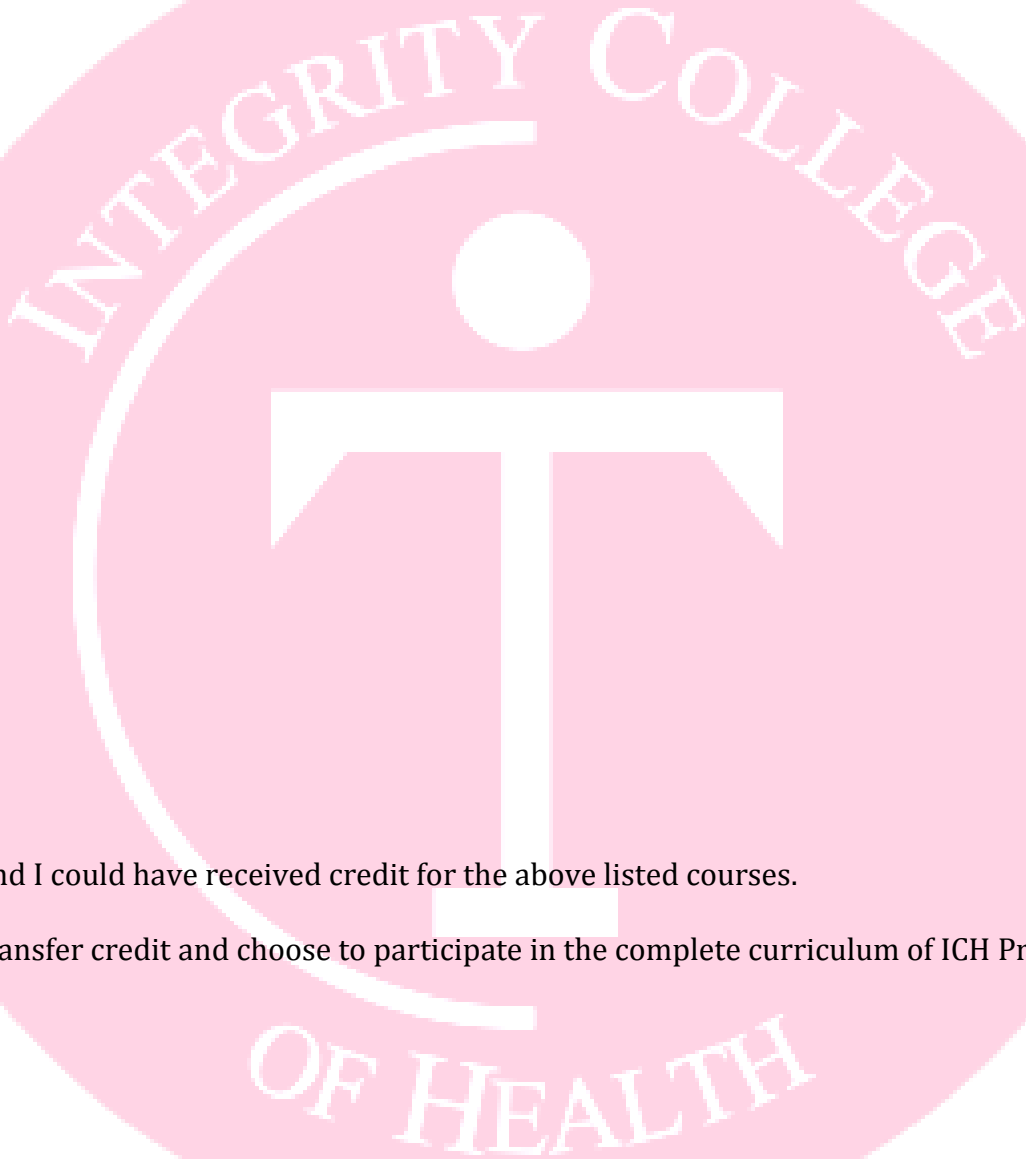 INTEGRITY COLLEGE
nd I could have received credit for the above listed courses.
ansfer credit and choose to participate in the complete curriculum of ICH Pr
OF HEALTH